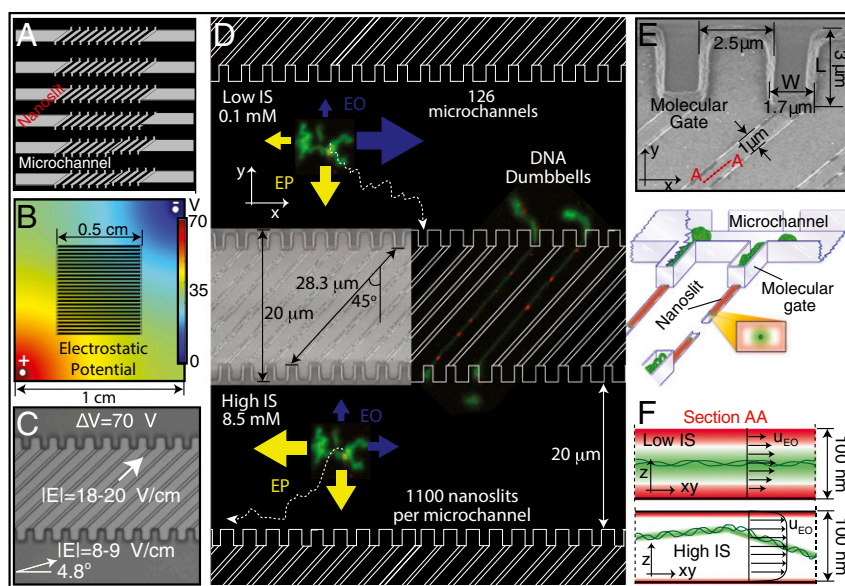 A
Nanoslit
Microchannel
B
V
70
35
0
0.5 cm
+
-
Electrostatic
Potential
1 cm
C
ΔV=70 V
|E|=18-20 V/cm
|E|=8-9 V/cm
4.8°
D
Low IS
0.1 mM
EO
EP
y
x
126
microchannels
DNA
Dumbbells
28.3 µm
20 µm
45°
High IS
8.5 mM
EO
EP
20 µm
1100 nanoslits
per microchannel
E
2.5µm
L
3 µm
W
1.7µm
Molecular
Gate
1µm
A
A
y
x
Microchannel
Nanoslit
Molecular
gate
F
Section AA
Low IS
uEO
z
xy
100 nm
High IS
uEO
z
xy
100 nm